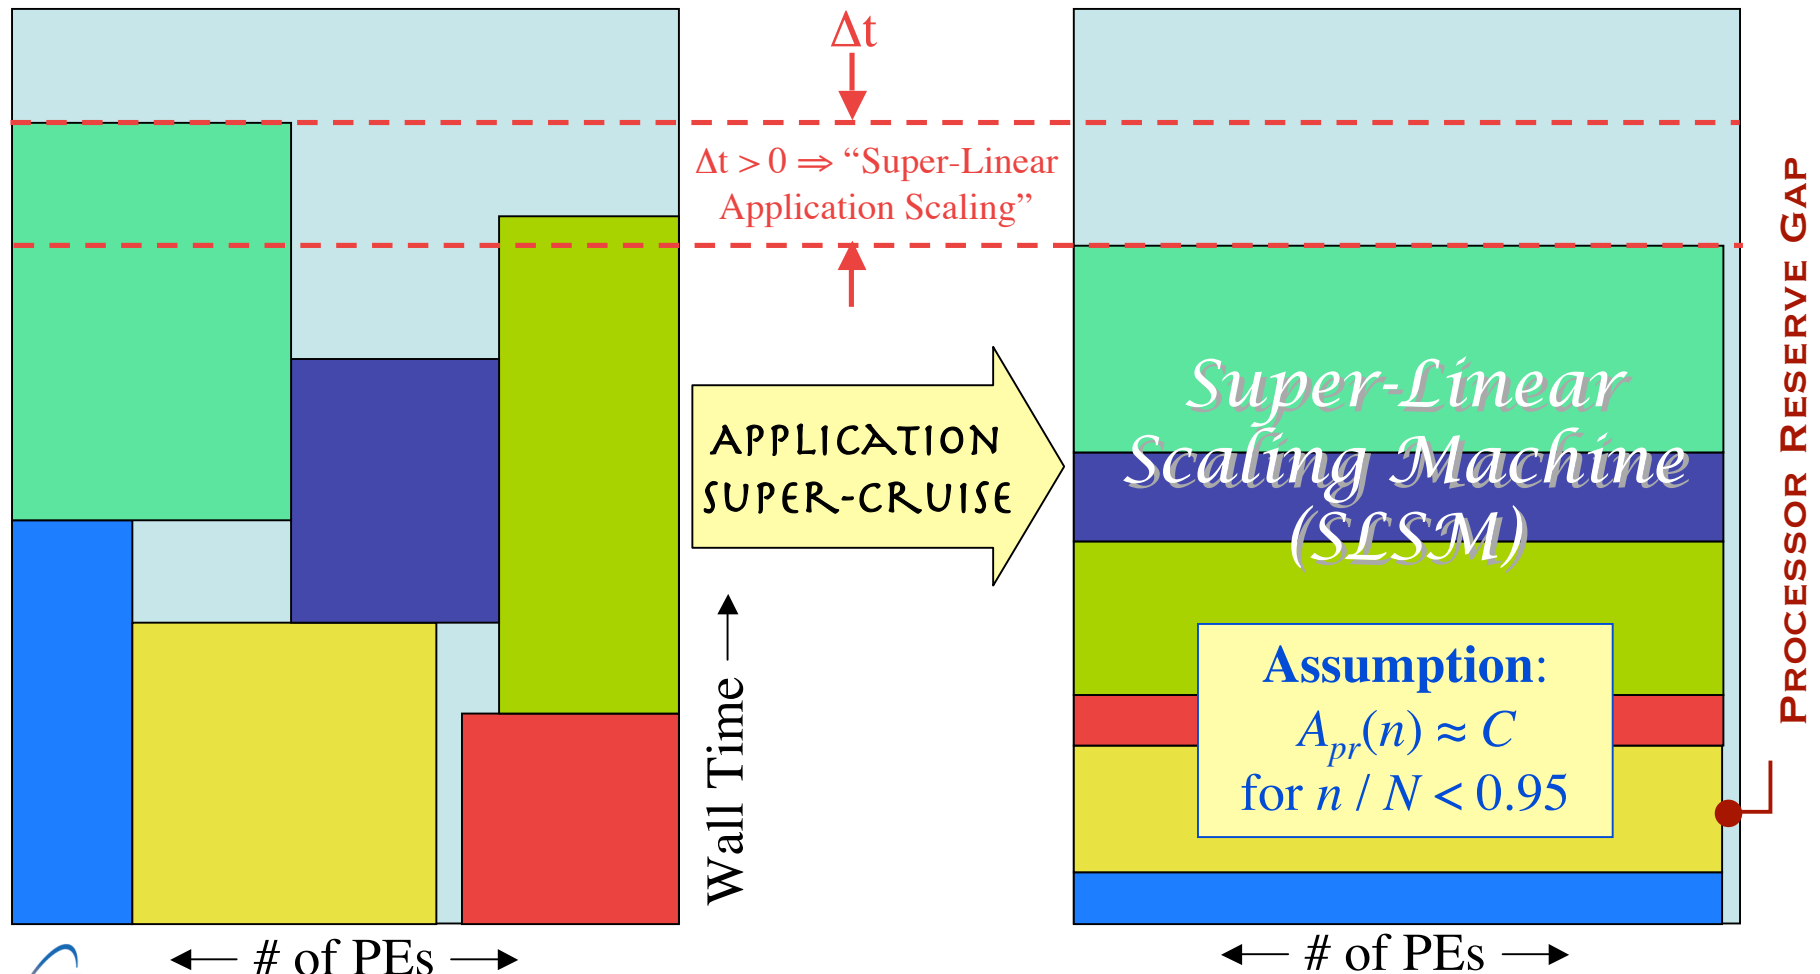 Δt
Δt > 0 ⇒ “Super-Linear
Application Scaling”
APPLICATION
SUPER-CRUISE
Wall Time
# of PEs
Super-Linear
Scaling Machine
(SLSM)
Assumption:
Apr(n) ≈ C
for n / N < 0.95
# of PEs
PROCESSOR RESERVE GAP